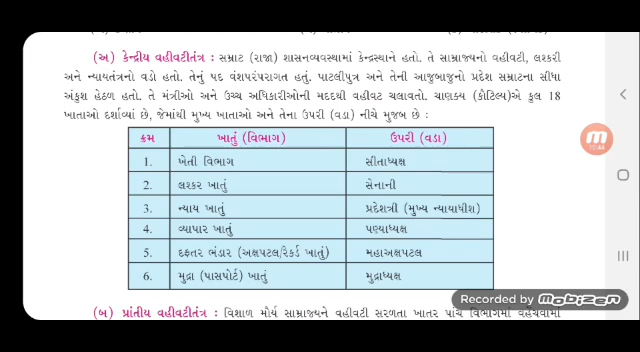 (અ) કેન્દ્રીય વહીવટીતંત્ર : સમ્રાટ (રાજા) શાસનવ્યવસ્થામાં કેન્દ્રસ્થાને હતો. તે સામ્રાજ્યનો વહીવટી, લશ્કરી
અને ન્યાયતંત્રનો વડો હતો. તેનું પદ વંશપરંપરાગત હતું. પાટલીપુત્ર અને તેની આજુબાજુનો પ્રદેશ સમ્રાટના સીધા
અંકુશ હેઠળ હતો. તે મંત્રીઓ અને ઉચ્ચ અધિકારીઓની મદદથી વહીવટ ચલાવતો. ચાણક્ય (કૌટિલ્ય)એ કુલ 18
ખાતાઓ દર્શાવ્યાં છે, જેમાંથી મુખ્ય ખાતાઓ અને તેના ઉપરી (વડા) નીચે મુજબ છે :
ક્રમ ખાતું (વિભાગ) ઉપરી (વડા)
1. ખેતી વિભાગ સીતાધ્યક્ષ
2. લશ્કર ખાતું સેનાની
3. ન્યાય ખાતું પ્રદેશત્રી (મુખ્ય ન્યાયાધીશ)
4. વ્યાપાર ખાતું પણ્યાધ્યક્ષ
5. દફતર ભંડાર (અક્ષપટલ/રેકર્ડ ખાતું) મહાઅક્ષપટલ
6. મુદ્રા (પાસપોર્ટ) ખાતું મુદ્રાધ્યક્ષ
(બ) પ્રાંતીય વહીવટીતંત્ર : વિશાળ મૌર્ય સામ્રાજ્યને વહીવટી સરળતા ખાતર પાંચ વિભાગમાં વહેંચવામાં
Recorded by mobizen